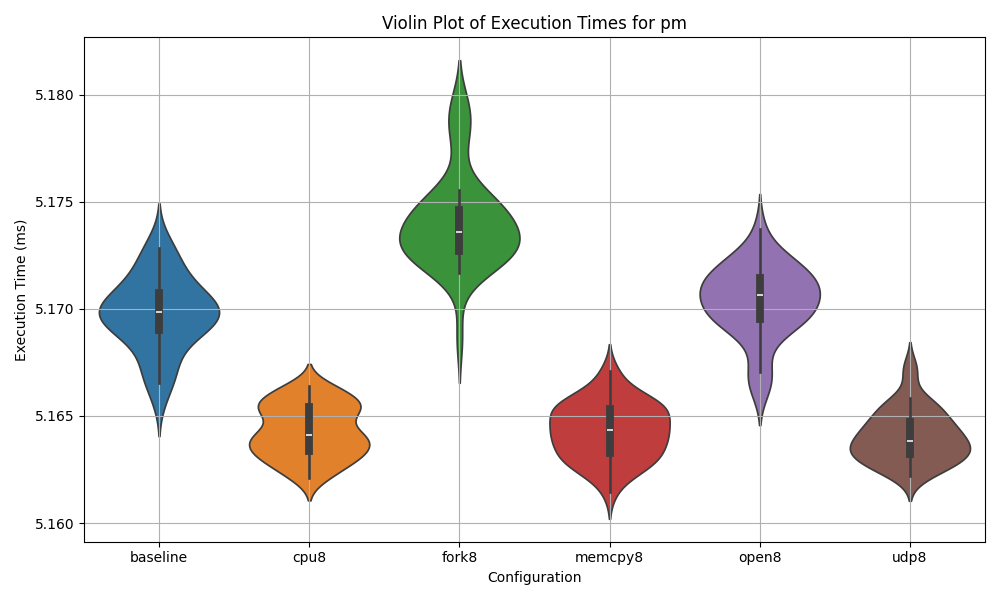 Violin Plot of Execution Times for pm
Execution Time (ms)
5.180
5.175
5.170
5.165
5.160
baseline
cpu8
fork8
memcpy8
open8
udp8
Configuration